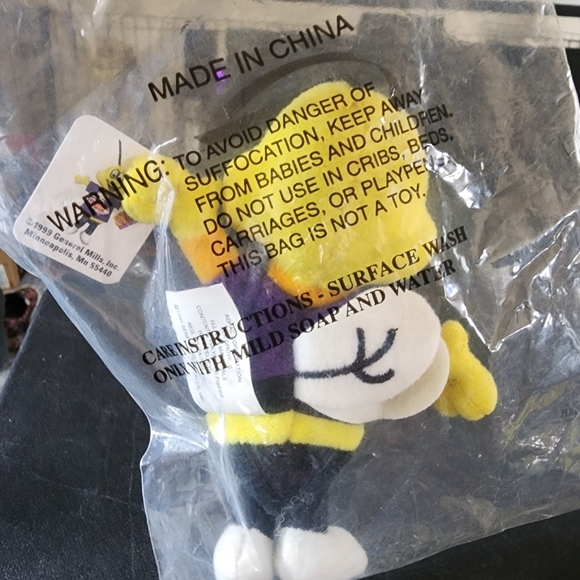 MADE IN CHINA
WARNING: TO AVOID DANGER OF
SUFFOCATION, KEEP AWAY
FROM BABIES AND CHILDREN.
DO NOT USE IN CRIBS, BEDS,
CARRIAGES, OR PLAYPENS.
THIS BAG IS NOT A TOY.
CARE INSTRUCTIONS - SURFACE WASH
ONLY WITH MILD SOAP AND WATER
©1999 General Mills, Inc.
Minneapolis, Mn 55440